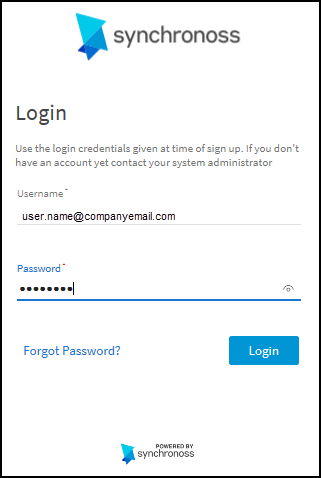 synchronoss
Login
Use the login credentials given at time of sign up. If you don't
have an account yet contact your system administrator
Username *
user.name@companyemail.com
Password *
••••••••
Forgot Password?
Login
POWERED BY
synchronoss